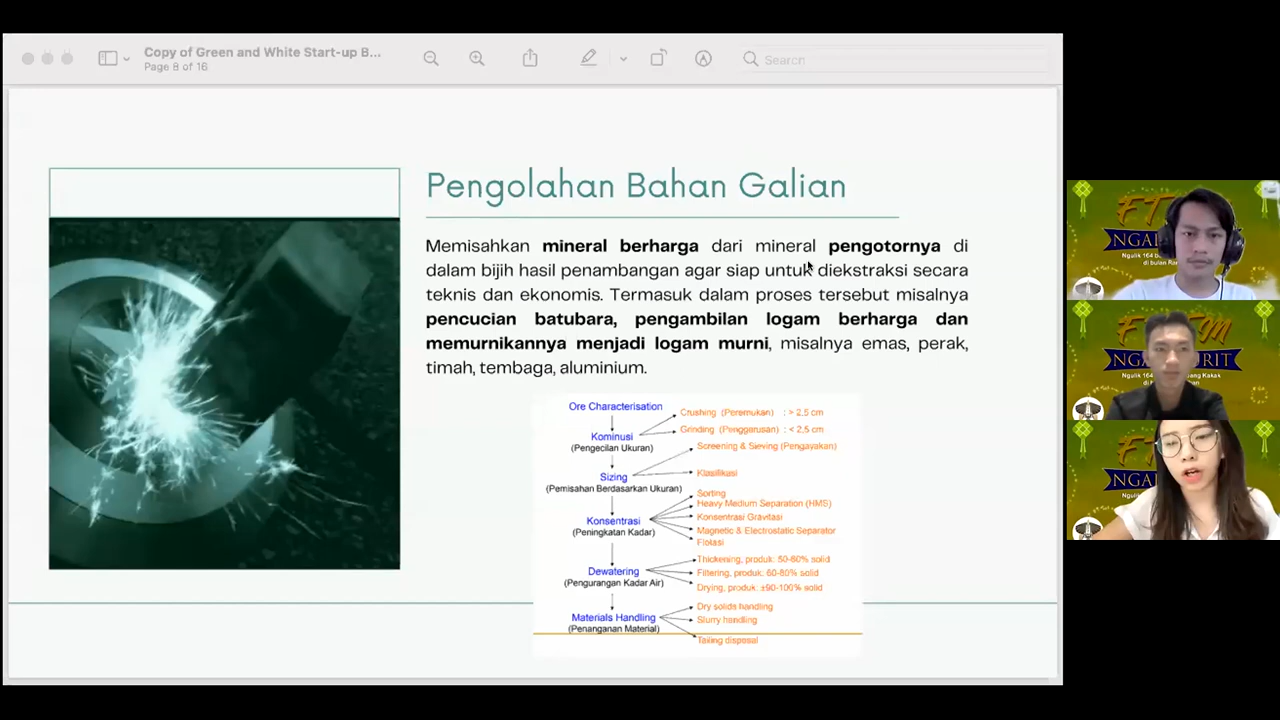 Copy of Green and White Start-up B...
Page 8 of 16
Search
Pengolahan Bahan Galian
Memisahkan mineral berharga dari mineral pengotornya di
dalam bijih hasil penambangan agar siap untuk diekstraksi secara
teknis dan ekonomis. Termasuk dalam proses tersebut misalnya
pencucian batubara, pengambilan logam berharga dan
memurnikannya menjadi logam murni, misalnya emas, perak,
timah, tembaga, aluminium.
Ore Characterisation
Crushing (Peremukan) : > 2,5 cm
Kominusi
(Pengecilan Ukuran)
Grinding (Penggerusan) : < 2,5 cm
Screening & Sieving (Pengayakan)
Sizing
(Pemisahan Berdasarkan Ukuran)
Klasifikasi
Sorting
Heavy Medium Separation (HMS)
Konsentrasi
(Peningkatan Kadar)
Konsentrasi Gravitasi
Magnetic & Electrostatic Separator
Flotasi
Thickening, produk: 50-60% solid
Dewatering
(Pengurangan Kadar Air)
Filtering, produk: 60-80% solid
Drying, produk: ±90-100% solid
Dry solids handling
Materials Handling
(Penanganan Material)
Slurry handling
Tailing disposal